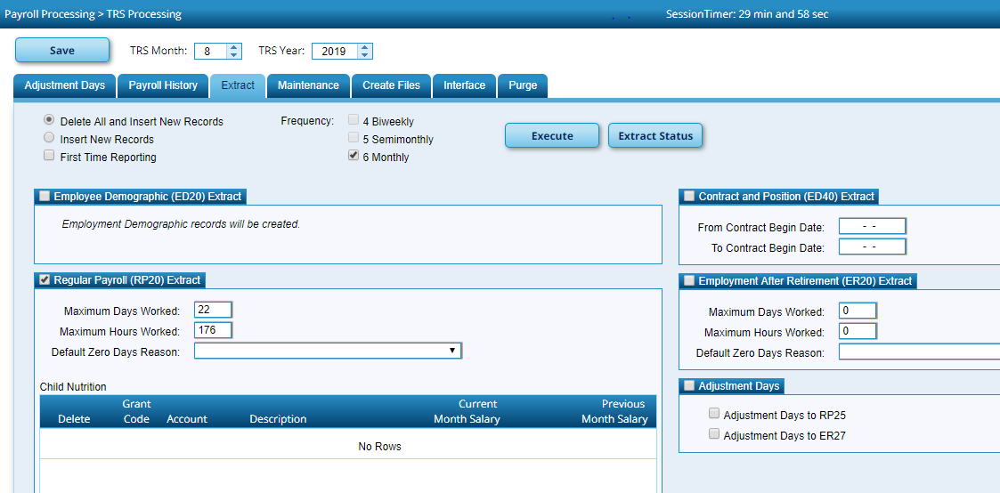 Payroll Processing > TRS Processing
SessionTimer: 29 min and 58 sec
Save
TRS Month: 8
TRS Year: 2019
Adjustment Days
Payroll History
Extract
Maintenance
Create Files
Interface
Purge
Delete All and Insert New Records
Insert New Records
First Time Reporting
Frequency:
4 Biweekly
5 Semimonthly
6 Monthly
Execute
Extract Status
Employee Demographic (ED20) Extract
Employment Demographic records will be created.
Contract and Position (ED40) Extract
From Contract Begin Date: - -
To Contract Begin Date: - -
Regular Payroll (RP20) Extract
Maximum Days Worked: 22
Maximum Hours Worked: 176
Default Zero Days Reason:
Employment After Retirement (ER20) Extract
Maximum Days Worked: 0
Maximum Hours Worked: 0
Default Zero Days Reason:
Child Nutrition
Delete
Grant
Code
Account
Description
Current
Month Salary
Previous
Month Salary
No Rows
Adjustment Days
Adjustment Days to RP25
Adjustment Days to ER27